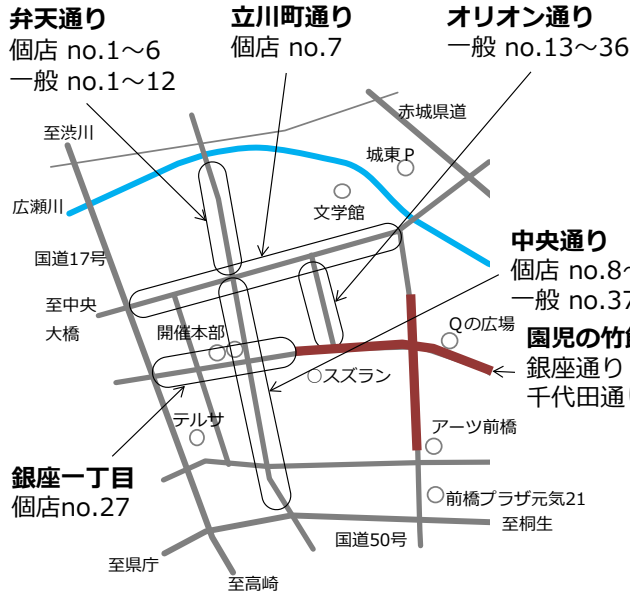 弁天通り
個店 no.1～6
一般 no.1～12
立川町通り
個店 no.7
オリオン通り
一般 no.13～36
赤城県道
至渋川
城東P
文学館
広瀬川
国道17号
至中央
大橋
開催本部
中央通り
個店 no.8～
一般 no.37
Qの広場
園児の竹飾
銀座通り
千代田通り
スズラン
テルサ
アーツ前橋
銀座一丁目
個店no.27
前橋プラザ元気21
至桐生
国道50号
至県庁
至高崎